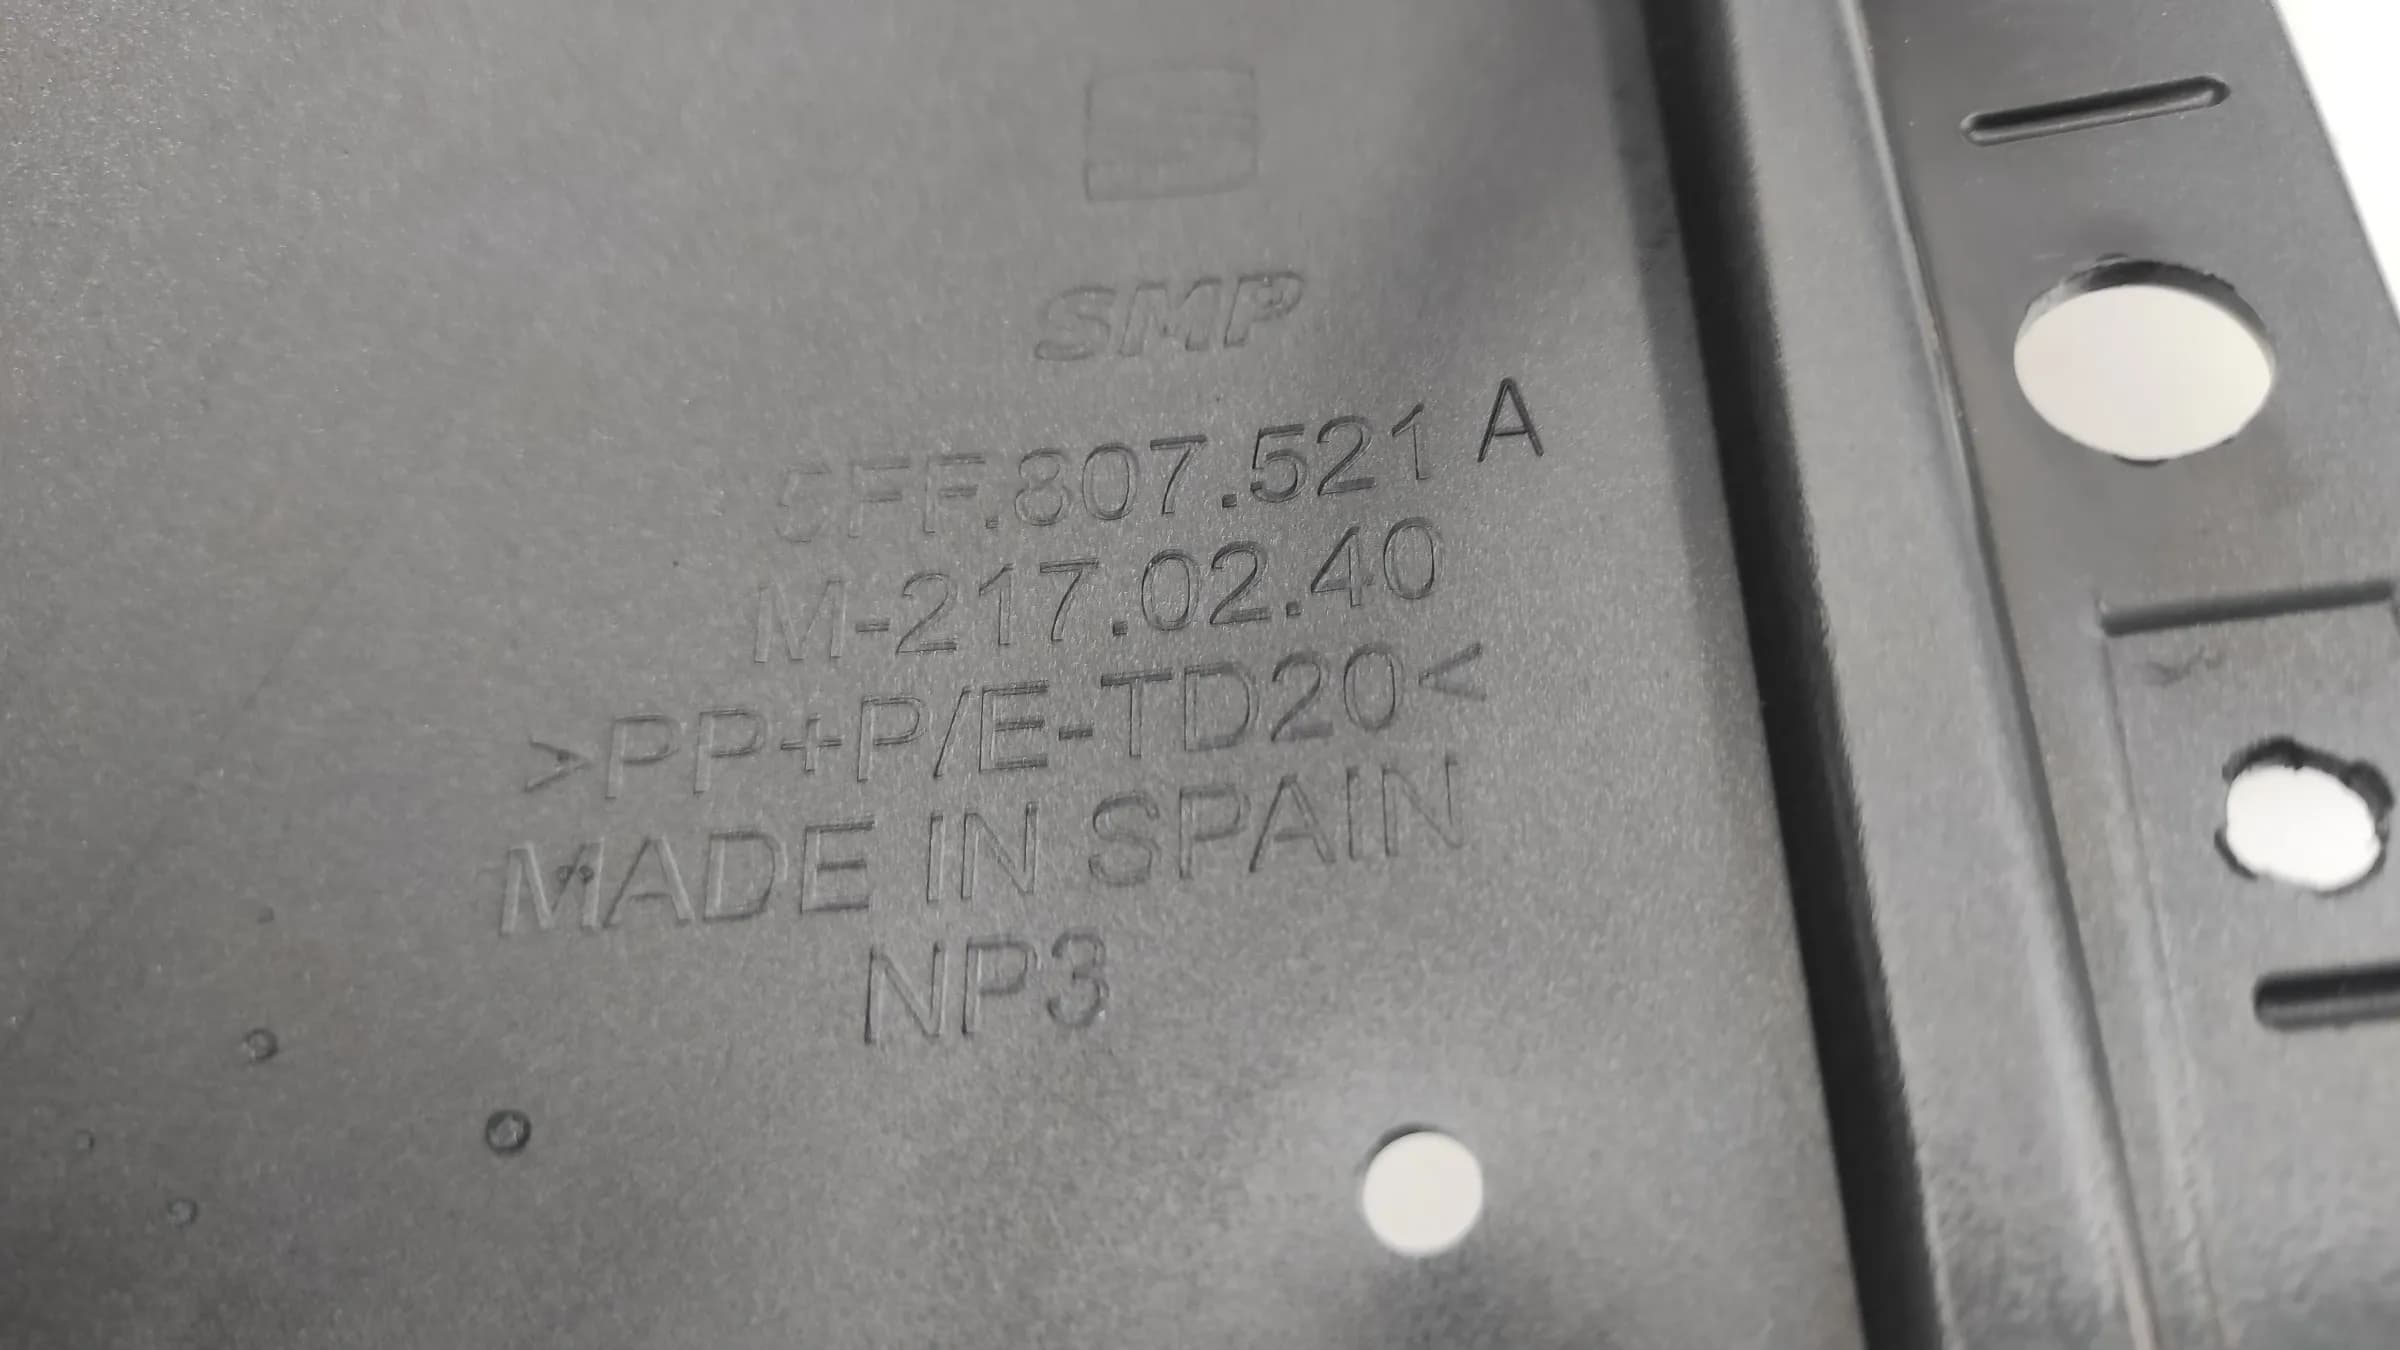 SMP
5FF.807.521 A
M-217.02.40
>PP+P/E-TD20<
MADE IN SPAIN
NP3